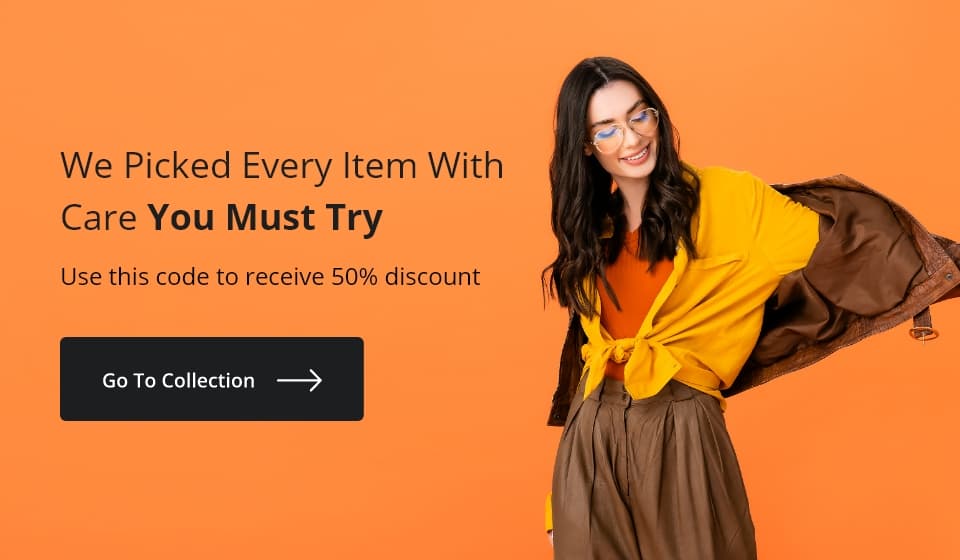 We Picked Every Item With
Care You Must Try
Use this code to receive 50% discount
Go To Collection